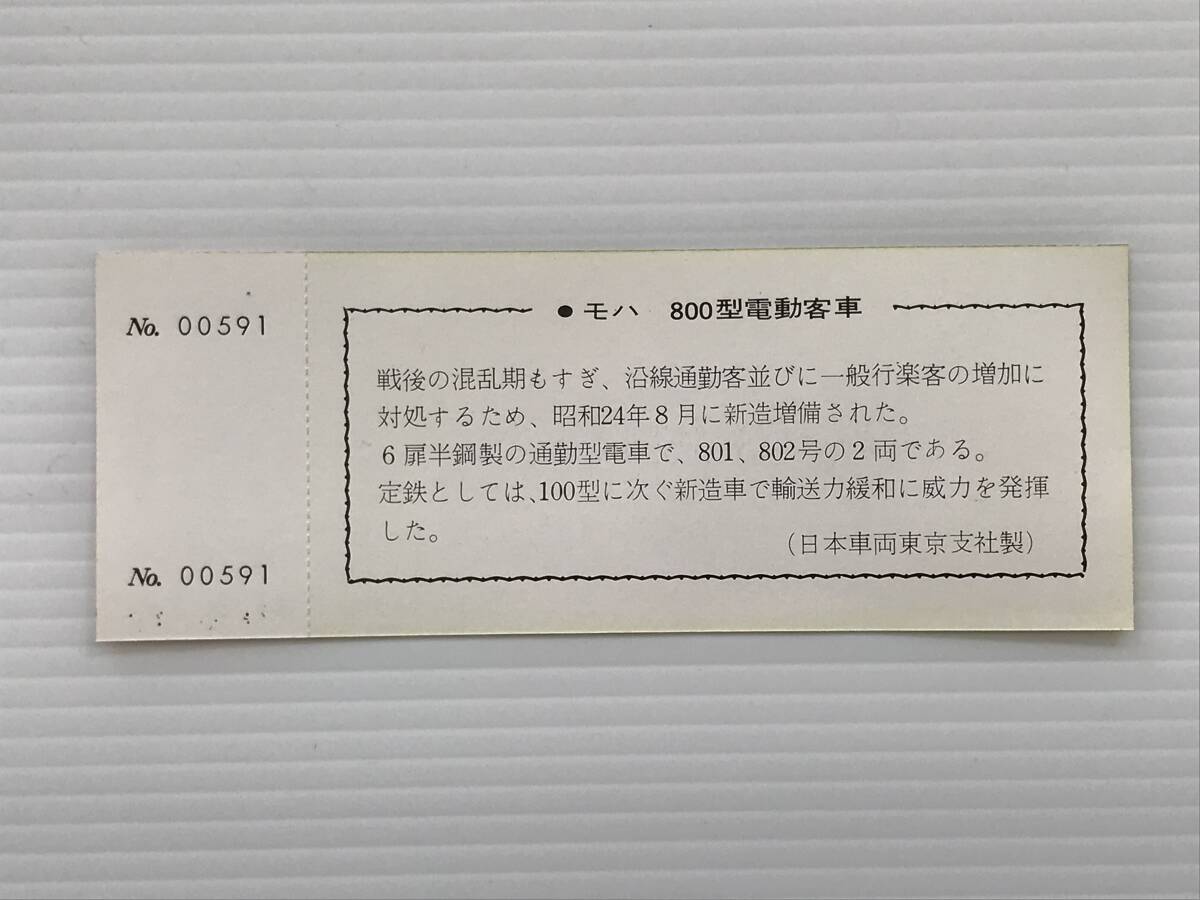 No. 00591
No. 00591
●モハ 800型電動客車
戦後の混乱期もすぎ、沿線通勤客並びに一般行楽客の増加に
対処するため、昭和24年8月に新造増備された。
6扉半鋼製の通勤型電車で、801、802号の2両である。
定鉄としては、100型に次ぐ新造車で輸送力緩和に威力を発揮
した。
(日本車両東京支社製)